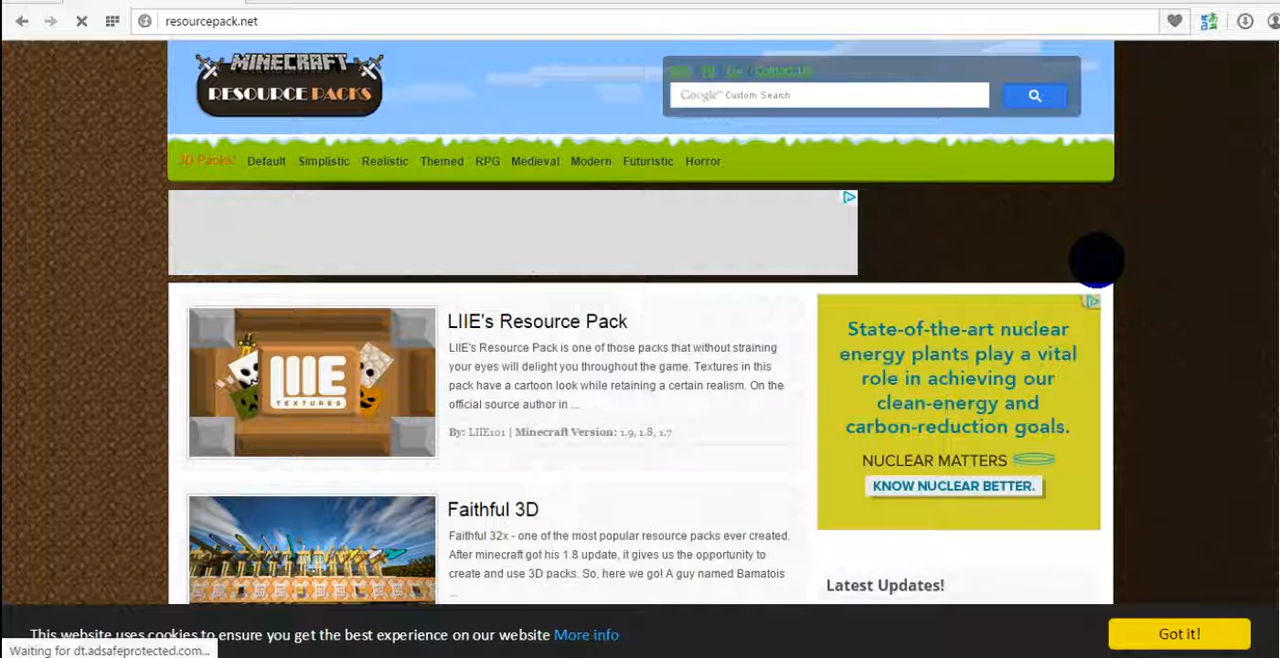 resourcepack.net
MINECRAFT
RESOURCE PACKS
Contact Us
Google™ Custom Search
3D Packs! Default Simplistic Realistic Themed RPG Medieval Modern Futuristic Horror
LIIE
TEXTURES
LIIE's Resource Pack
LIIE's Resource Pack is one of those packs that without straining
your eyes will delight you throughout the game. Textures in this
pack have a cartoon look while retaining a certain realism. On the
official source author in ...
By: LIIE101 | Minecraft Version: 1.9, 1.8, 1.7
Faithful 3D
Faithful 32x - one of the most popular resource packs ever created.
After minecraft got his 1.8 update, it gives us the opportunity to
create and use 3D packs. So, here we go! A guy named Bamatois
...
State-of-the-art nuclear
energy plants play a vital
role in achieving our
clean-energy and
carbon-reduction goals.
NUCLEAR MATTERS
KNOW NUCLEAR BETTER.
Latest Updates!
This website uses cookies to ensure you get the best experience on our website More info
Got it!
Waiting for dt.adsafeprotected.com...